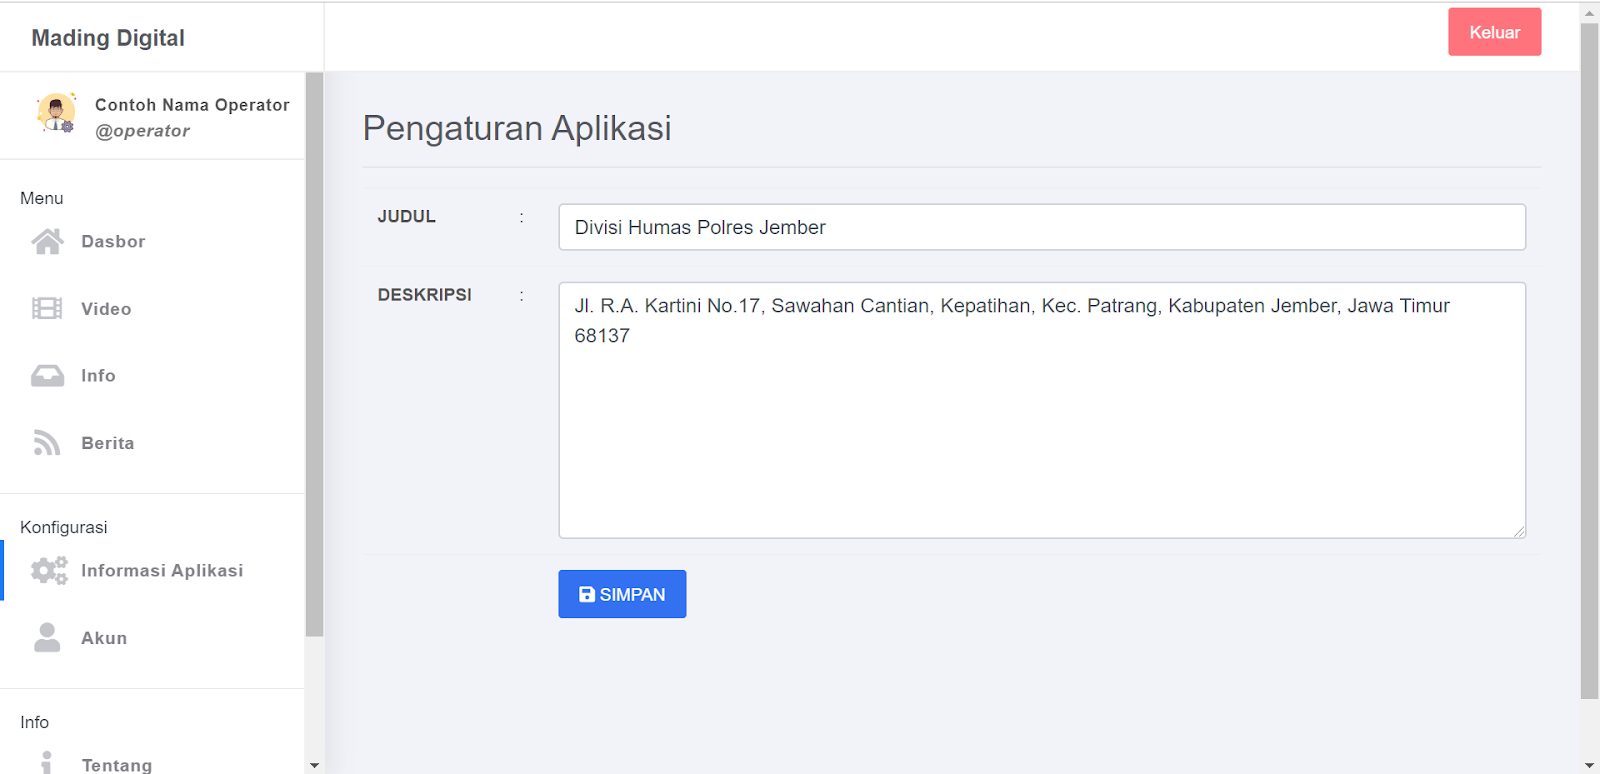 Mading Digital
Keluar
Contoh Nama Operator
@operator
Menu
Dasbor
Video
Info
Berita
Konfigurasi
Informasi Aplikasi
Akun
Info
Tentang
Pengaturan Aplikasi
JUDUL : Divisi Humas Polres Jember
DESKRIPSI : Jl. R.A. Kartini No.17, Sawahan Cantian, Kepatihan, Kec. Patrang, Kabupaten Jember, Jawa Timur
68137
SIMPAN